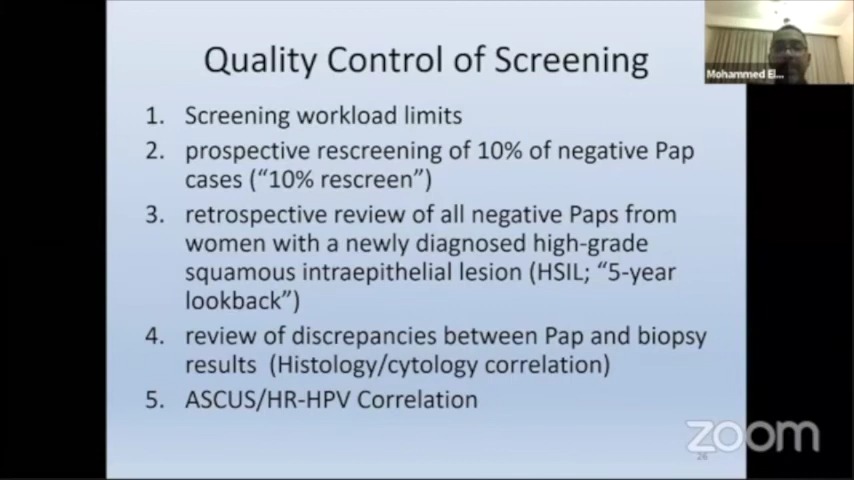 Quality Control of Screening
Mohammed El...
1. Screening workload limits
2. prospective rescreening of 10% of negative Pap
cases (“10% rescreen”)
3. retrospective review of all negative Paps from
women with a newly diagnosed high-grade
squamous intraepithelial lesion (HSIL; “5-year
lookback”)
4. review of discrepancies between Pap and biopsy
results (Histology/cytology correlation)
5. ASCUS/HR-HPV Correlation
zoom
26